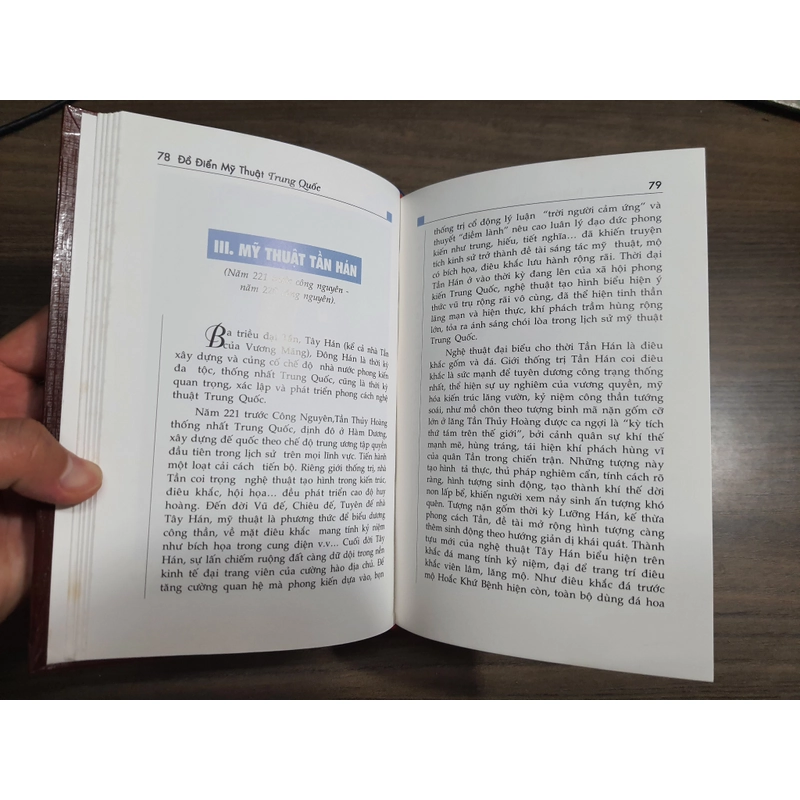 78 Đồ Điển Mỹ Thuật Trung Quốc
III. MỸ THUẬT TẦN HÁN
(Năm 221 công nguyên -
năm 220 công nguyên).
Ba triều đại Tần, Tây Hán (kể cả nhà Tân
của Vương Mãng), Đông Hán là thời kỳ
xây dựng và củng cố chế độ nhà nước phong kiến
đa tộc, thống nhất Trung Quốc, cũng là thời kỳ
quan trọng, xác lập và phát triển phong cách nghệ
thuật Trung Quốc.
Năm 221 trước Công Nguyên,Tần Thủy Hoàng
thống nhất Trung Quốc, định đô ở Hàm Dương,
xây dựng đế quốc theo chế độ trung ương tập quyền
đầu tiên trong lịch sử trên mọi lĩnh vực. Tiến hành
một loạt cải cách tiến bộ. Riêng giới thống trị, nhà
Tần coi trọng nghệ thuật tạo hình trong kiến trúc,
điêu khắc, hội họa... đều phát triển cao độ huy
hoàng. Đến đời Vũ đế, Chiêu đế, Tuyên đế nhà
Tây Hán, mỹ thuật là phương thức để biểu dương
công thần, về mặt điêu khắc mang tính kỷ niệm
như bích họa trong cung điện v.v... Cuối đời Tây
Hán, sự lấn chiếm ruộng đất càng dữ dội trong nền
kinh tế đại trang viên của cường hào địa chủ. Để
tăng cường quan hệ mà phong kiến dựa vào, bọn
79
thống trị cổ động lý luận "trời người cảm ứng" và
thuyết "điềm lành" nêu cao luân lý đạo đức phong
kiến như trung, hiếu, tiết nghĩa... đã khiến truyện
tích kinh sử trở thành đề tài sáng tác mỹ thuật, mộ
có bích họa, điêu khắc lưu hành rộng rãi. Thời đại
Tần Hán ở vào thời kỳ đang lên của xã hội phong
kiến Trung Quốc, nghệ thuật tạo hình biểu hiện ý
thức vũ trụ rộng rãi vô cùng, đã thể hiện tinh thần
lãng mạn và hiện thực, khí phách trầm hùng rộng
lớn, tỏa ra ánh sáng chói lòa trong lịch sử mỹ thuật
Trung Quốc.
Nghệ thuật đại biểu cho thời Tần Hán là điêu
khắc gốm và đá. Giới thống trị Tần Hán coi điêu
khắc là sức mạnh để tuyên dương công trạng thống
nhất, thể hiện sự uy nghiêm của vương quyền, mỹ
hóa kiến trúc lăng vườn, kỷ niệm công thần tướng
soái, như mồ chôn theo tượng binh mã nặn gốm cỡ
lớn ở lăng Tần Thủy Hoàng được ca ngợi là "kỳ tích
thứ tám trên thế giới", bởi cảnh quân sự khí thế
mạnh mẽ, hùng tráng, tái hiện khí phách hùng vĩ
của quân Tần trong chiến trận. Những tượng này
tạo hình tả thực, thủ pháp nghiêm cẩn, tính cách rõ
ràng, hình tượng sinh động, tạo thành khí thế dời
non lấp bể, khiến người xem nảy sinh ấn tượng khó
quên. Tượng nặn gốm thời kỳ Lưỡng Hán, kế thừa
phong cách Tần, đề tài mở rộng hình tượng càng
thêm sinh động theo hướng giản dị khái quát. Thành
tựu mới của nghệ thuật Tây Hán biểu hiện trên
khắc đá mang tính kỷ niệm, đại để trang trí điêu
khắc viên lâm, lăng mộ. Như điêu khắc đá trước
mộ Hoắc Khứ Bệnh hiện còn, toàn bộ dùng đá hoa